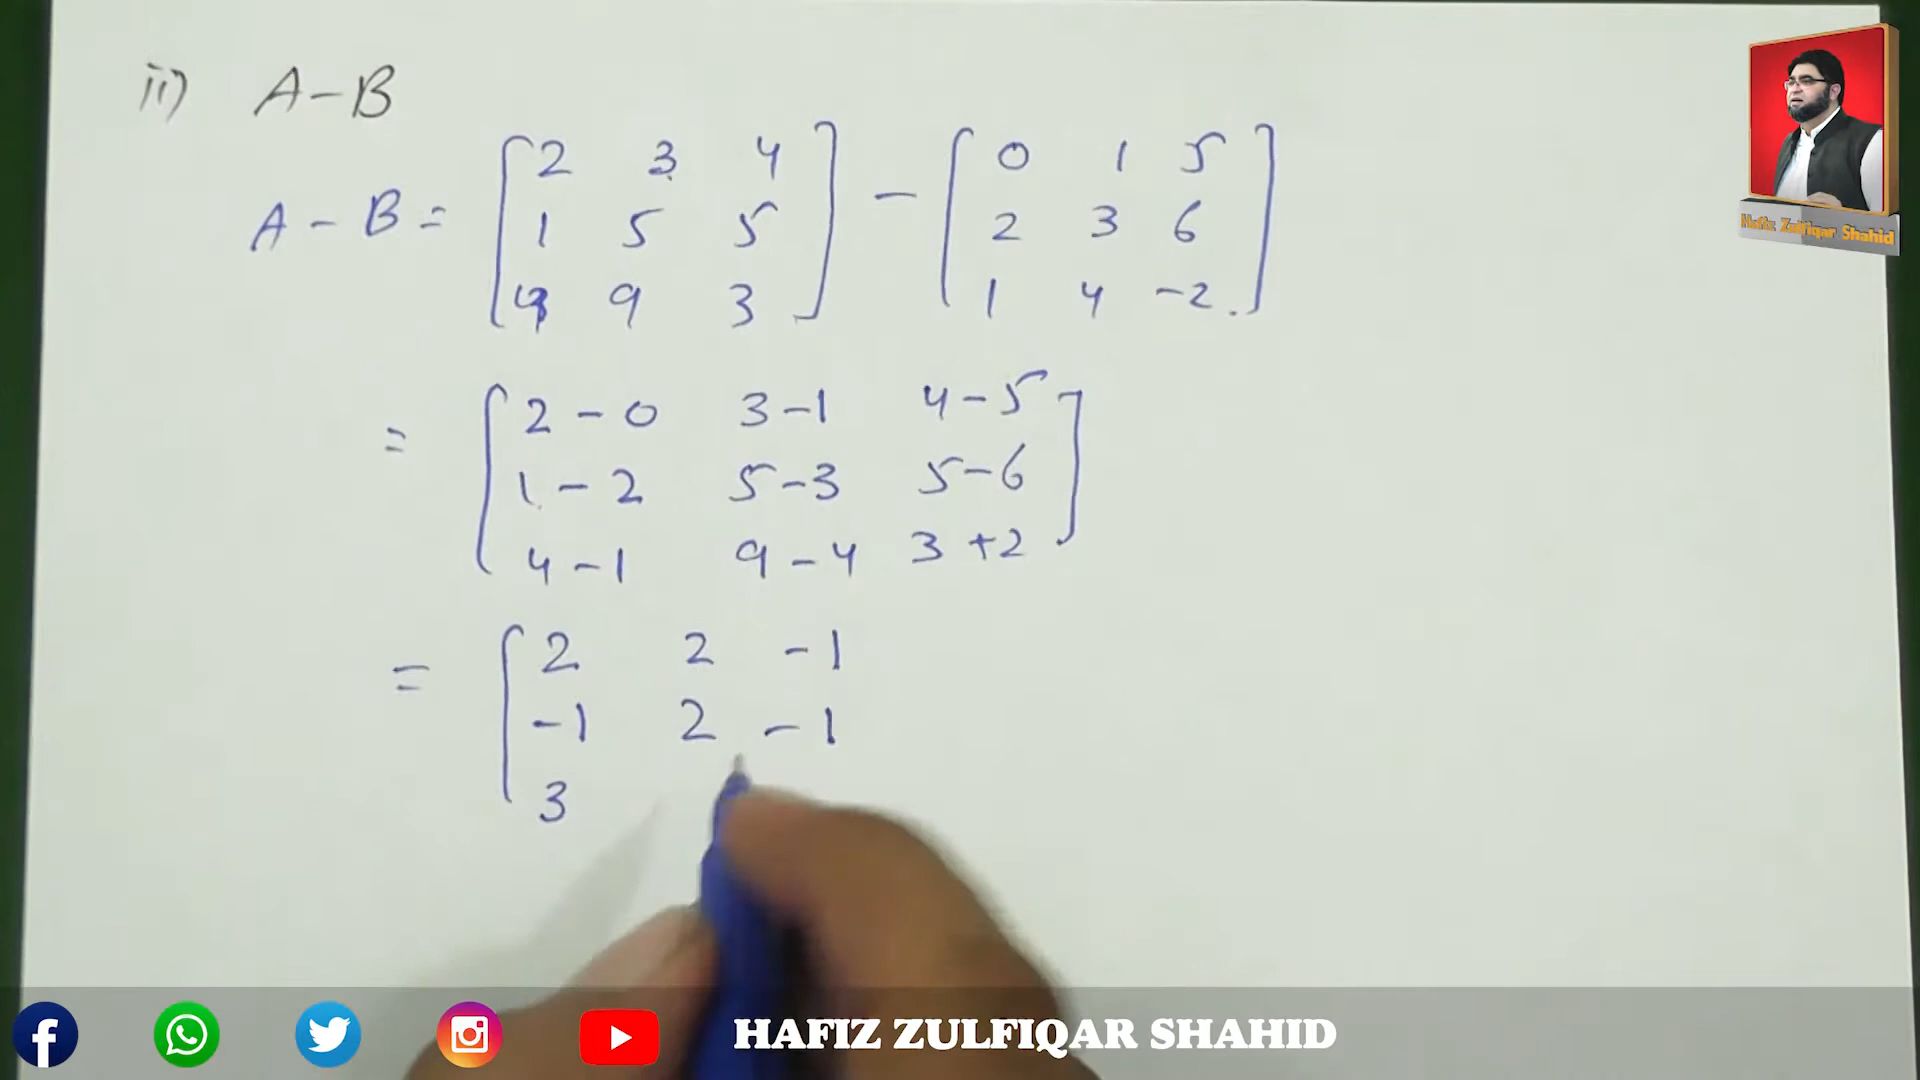 ii) A-B
A - B = [2 3 4] - [0 1 5]
[1 5 5] [2 3 6]
[4 9 3] [1 4 -2.]
= [2 - 0 3 - 1 4 - 5]
[1 - 2 5 - 3 5 - 6]
[4 - 1 9 - 4 3 + 2]
= [2 2 -1
-1 2 -1
3
Hafiz Zulfiqar Shahid
HAFIZ ZULFIQAR SHAHID